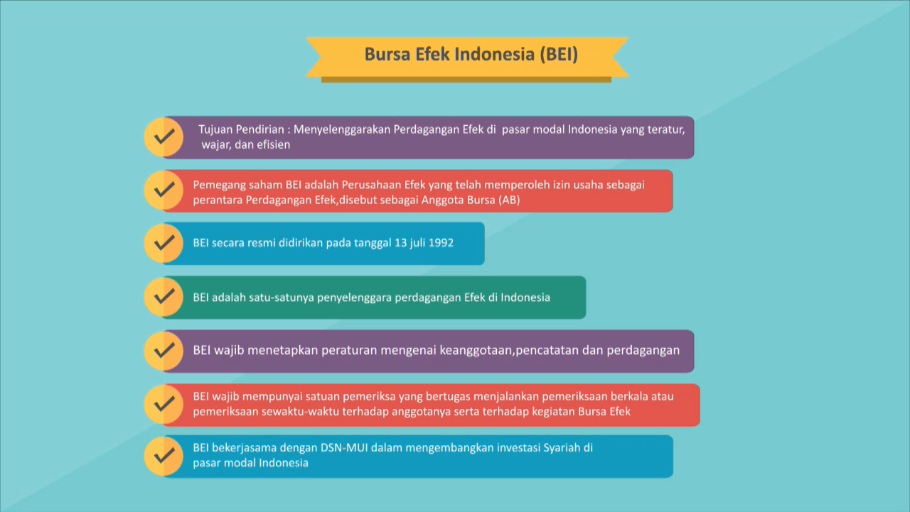 Bursa Efek Indonesia (BEI)
Tujuan Pendirian : Menyelenggarakan Perdagangan Efek di pasar modal Indonesia yang teratur,
wajar, dan efisien
Pemegang saham BEI adalah Perusahaan Efek yang telah memperoleh izin usaha sebagai
perantara Perdagangan Efek,disebut sebagai Anggota Bursa (AB)
BEI secara resmi didirikan pada tanggal 13 juli 1992
BEI adalah satu-satunya penyelenggara perdagangan Efek di Indonesia
BEI wajib menetapkan peraturan mengenai keanggotaan,pencatatan dan perdagangan
BEI wajib mempunyai satuan pemeriksa yang bertugas menjalankan pemeriksaan berkala atau
pemeriksaan sewaktu-waktu terhadap anggotanya serta terhadap kegiatan Bursa Efek
BEI bekerjasama dengan DSN-MUI dalam mengembangkan investasi Syariah di
pasar modal Indonesia